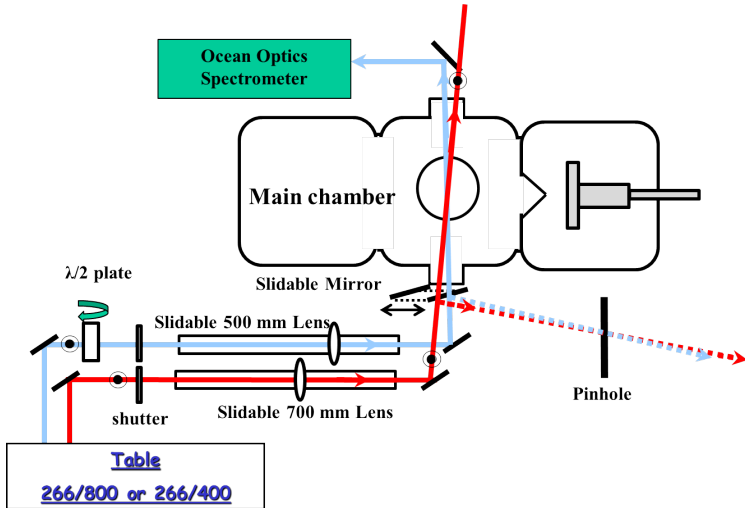 Ocean Optics
Spectrometer
Main chamber
Slidable Mirror
λ/2 plate
Slidable 500 mm Lens
Slidable 700 mm Lens
shutter
Pinhole
Table
266/800 or 266/400